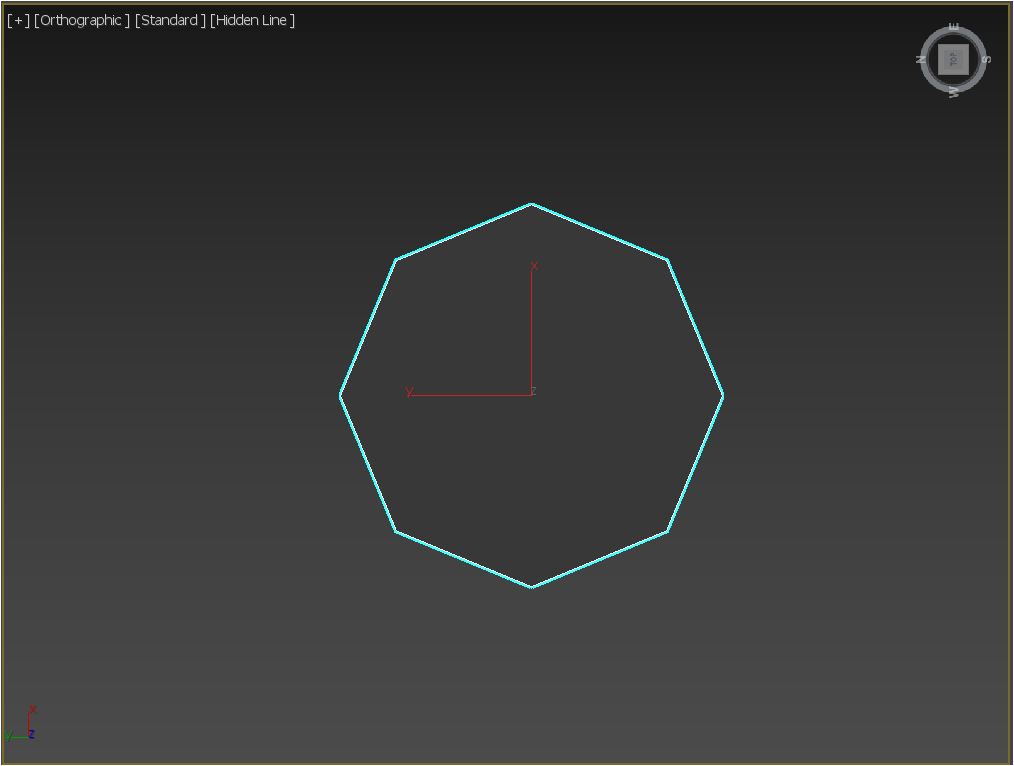 [+] [Orthographic ] [Standard ] [Hidden Line ]
E
N TOP S
W
x
y z
x
y z